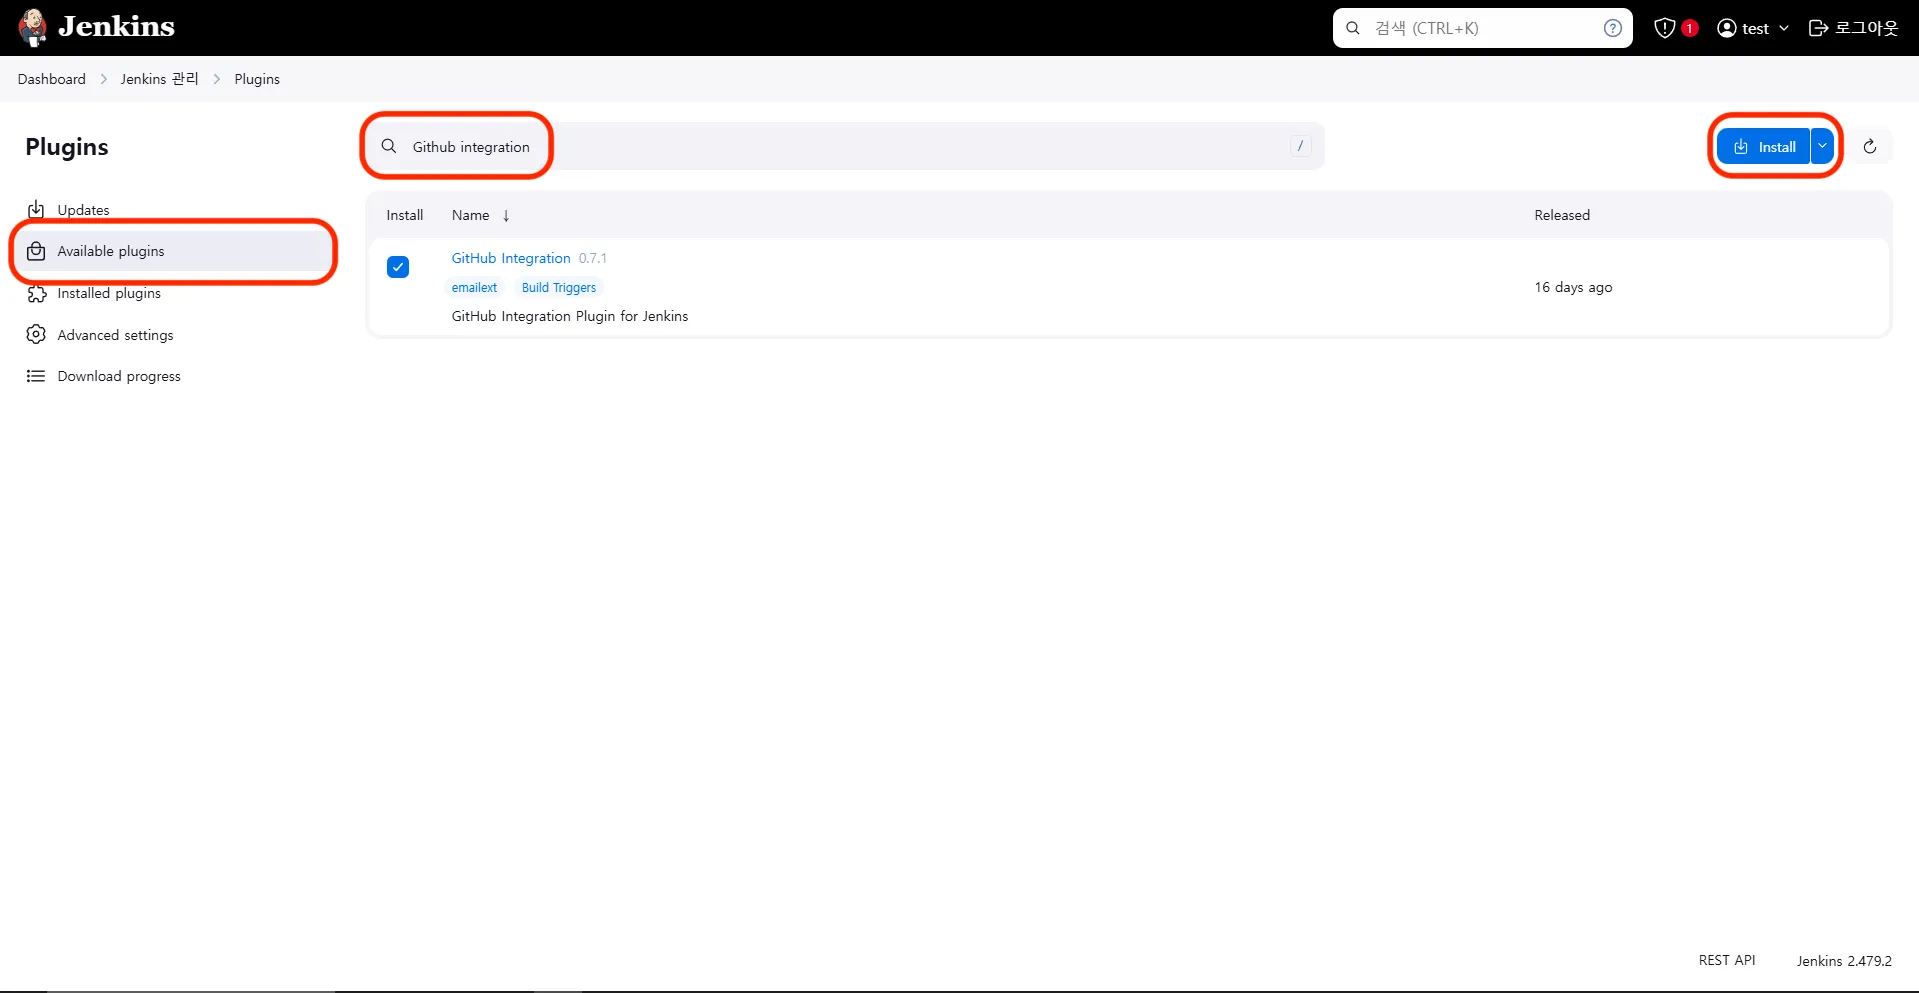 Jenkins
검색 (CTRL+K)
1
test
로그아웃
Dashboard
Jenkins 관리
Plugins
Plugins
Github integration
/
Install
Updates
Available plugins
Installed plugins
Advanced settings
Download progress
Install Name ↓ Released
GitHub Integration 0.7.1
emailext Build Triggers
16 days ago
GitHub Integration Plugin for Jenkins
REST API
Jenkins 2.479.2